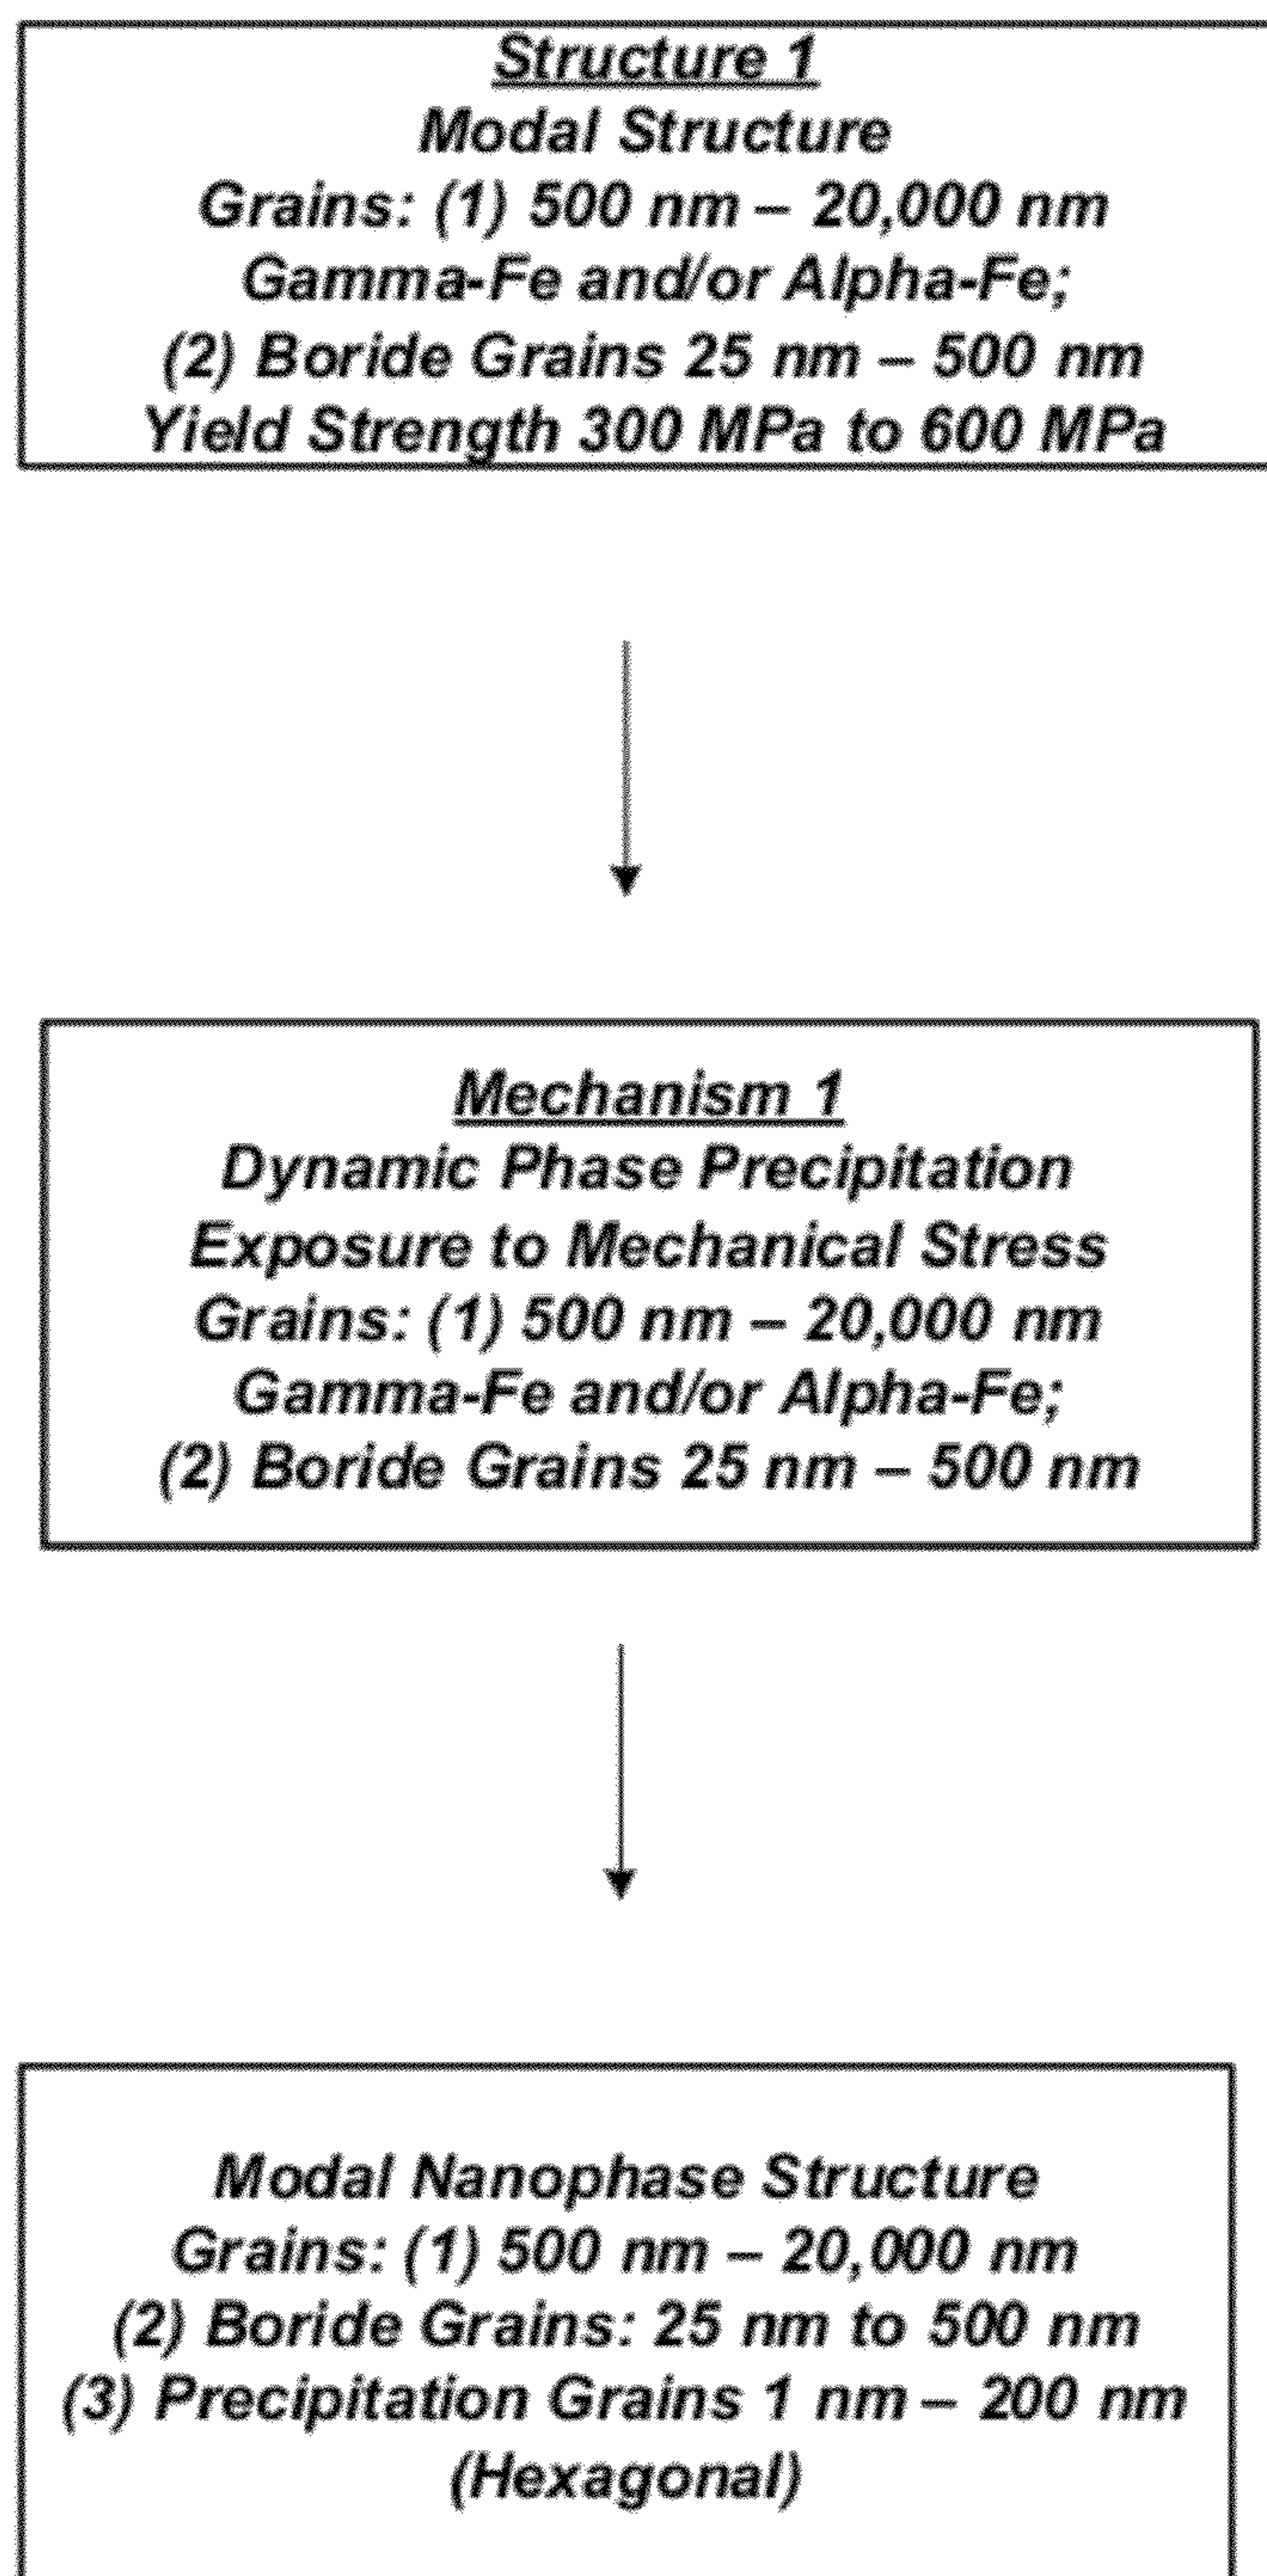 Structure 1
Modal Structure
Grains: (1) 500 nm – 20,000 nm
Gamma-Fe and/or Alpha-Fe;
(2) Boride Grains 25 nm – 500 nm
Yield Strength 300 MPa to 600 MPa
Mechanism 1
Dynamic Phase Precipitation
Exposure to Mechanical Stress
Grains: (1) 500 nm – 20,000 nm
Gamma-Fe and/or Alpha-Fe;
(2) Boride Grains 25 nm – 500 nm
Modal Nanophase Structure
Grains: (1) 500 nm – 20,000 nm
(2) Boride Grains: 25 nm to 500 nm
(3) Precipitation Grains 1 nm – 200 nm
(Hexagonal)